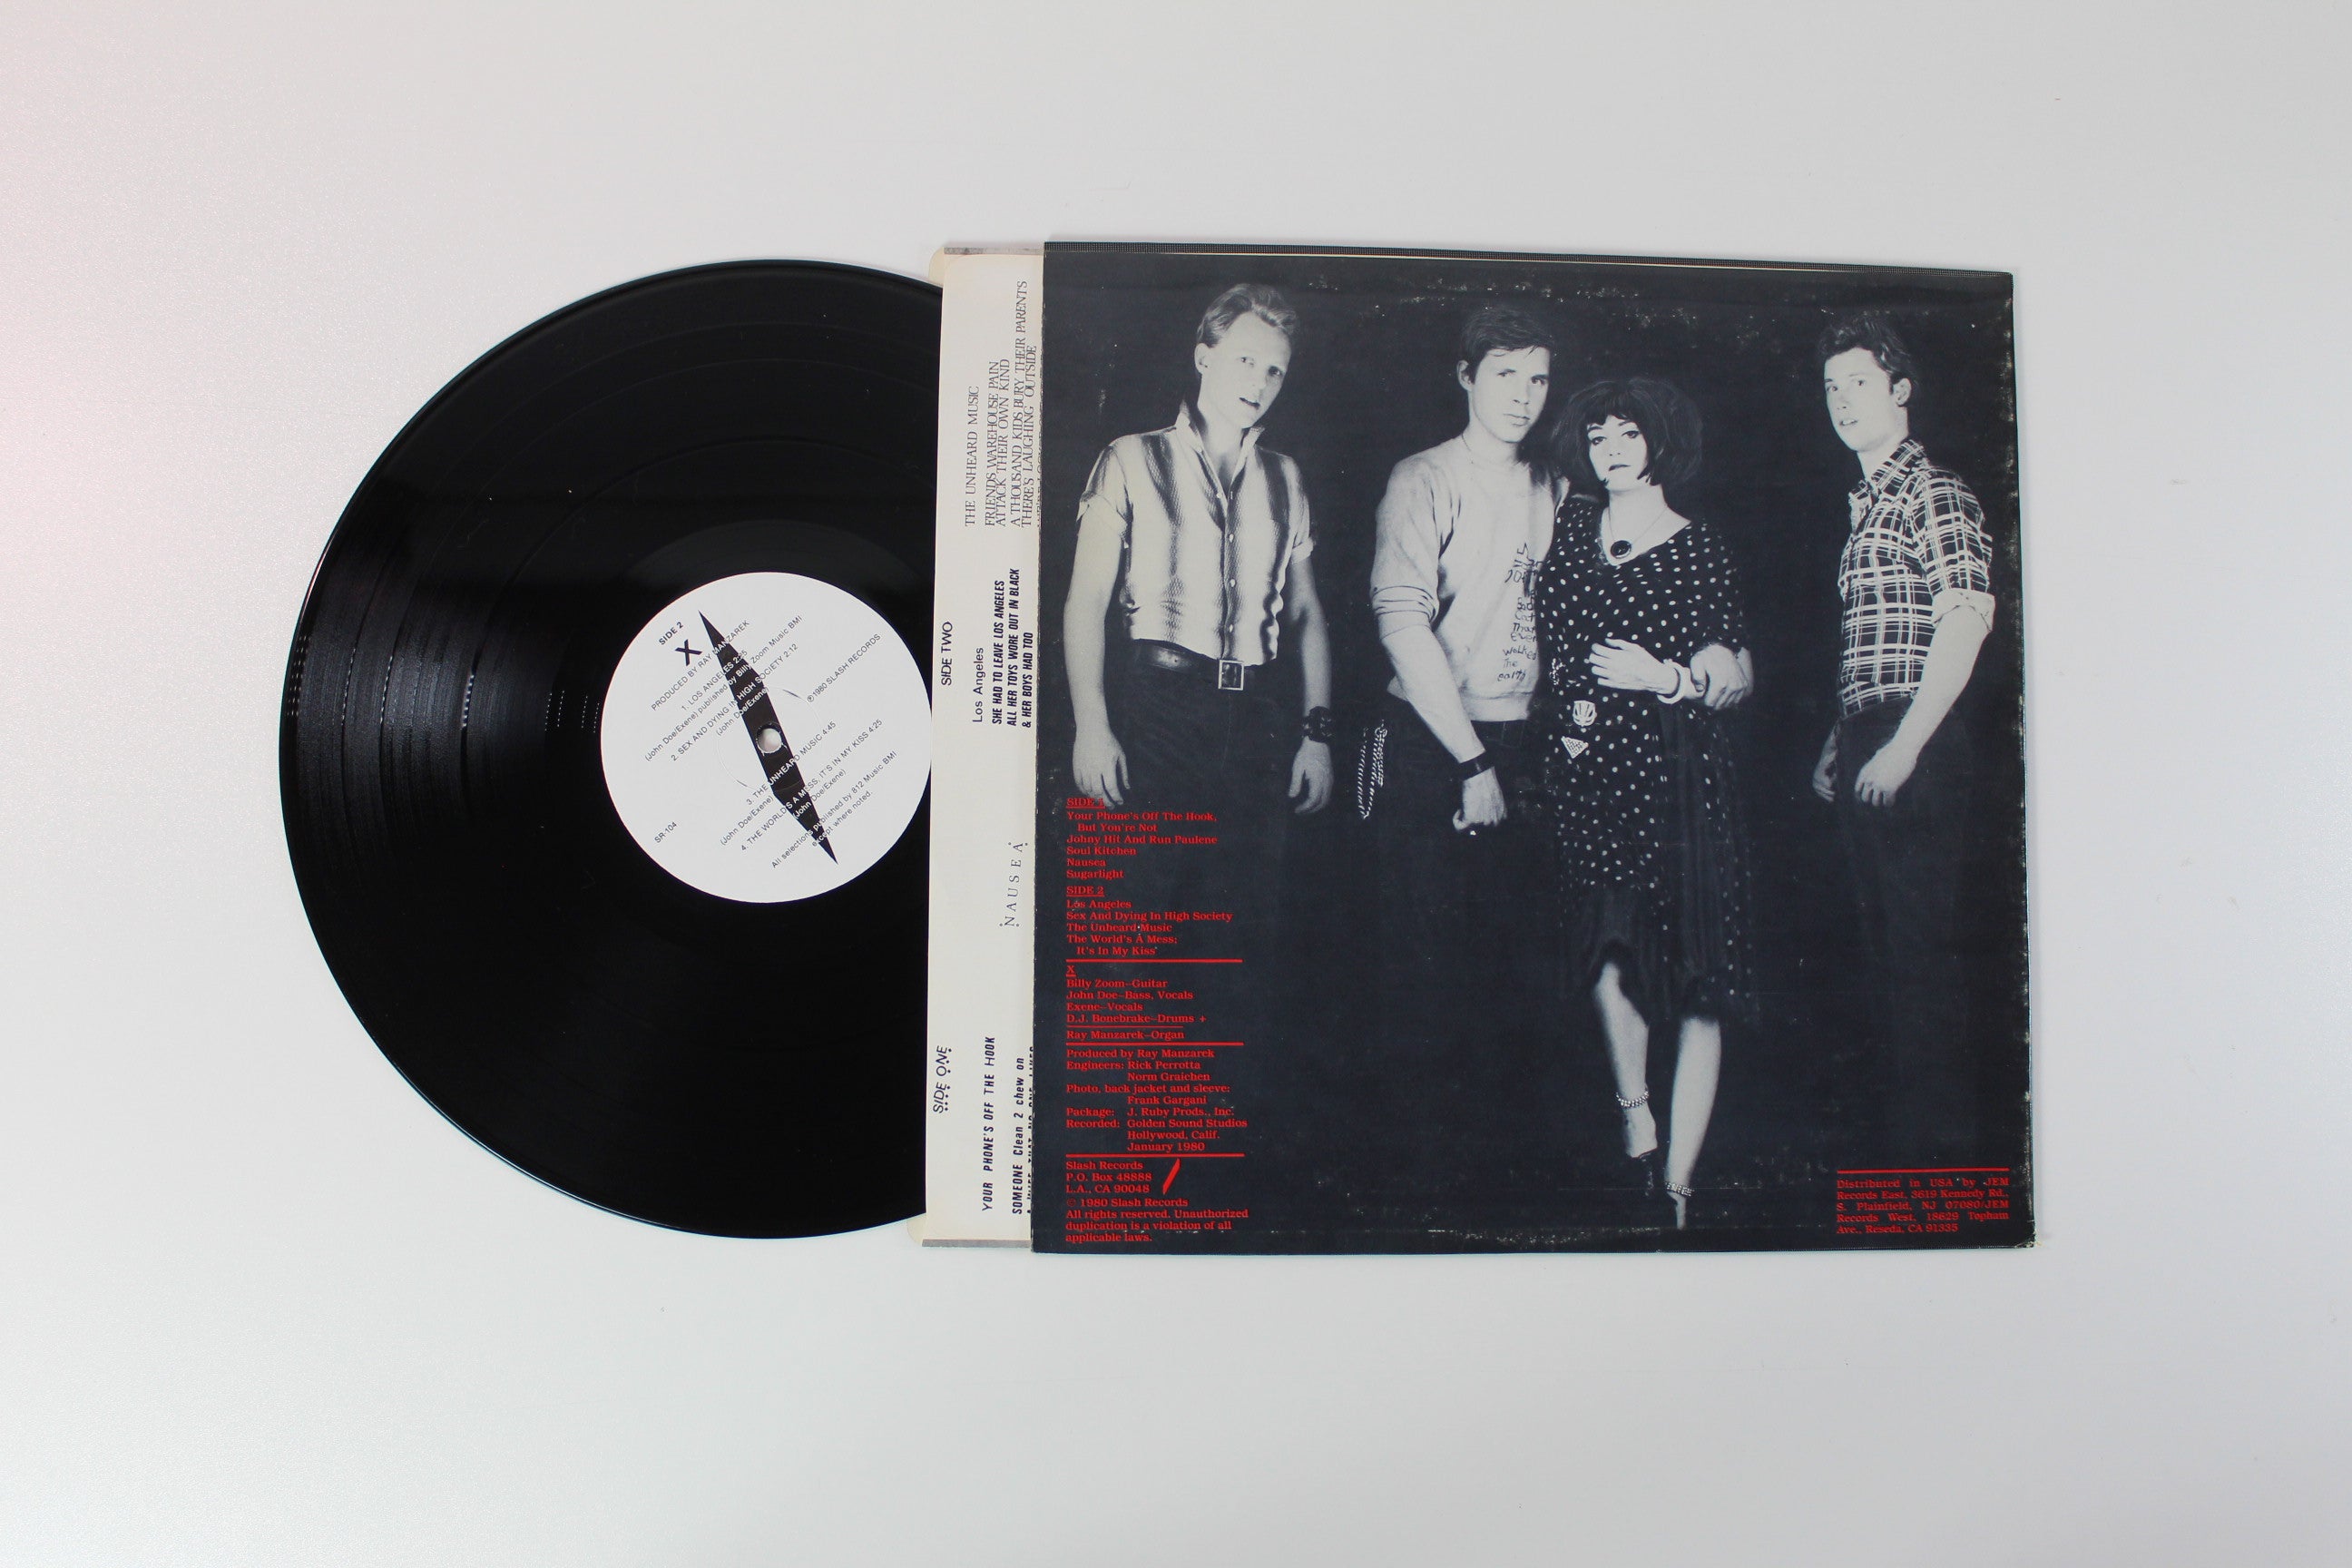 SIDE 2
X
PRODUCED BY RAY MANZAREK
1. LOS ANGELES 2:25
(John Doe/Exene) published by Billy Zoom Music BMI
2. SEX AND DYING IN HIGH SOCIETY 2:12
(John Doe/Exene)
℗1980 SLASH RECORDS
3. THE UNHEARD MUSIC 4:45
(John Doe/Exene)
4. THE WORLD'S A MESS, IT'S IN MY KISS 4:25
(John Doe/Exene)
All selections published by 812 Music BMI
except where noted.
SR-104
THE UNHEARD MUSIC
FRIENDS WAREHOUSE PAIN
ATTACK THEIR OWN KIND
A THOUSAND KIDS BURY THEIR PARENTS
THERE'S LAUGHING OUTSIDE
SIDE TWO
Los Angeles
SHE HAD TO LEAVE LOS ANGELES
ALL HER TOYS WORE OUT IN BLACK
& HER BOYS HAD TOO
NAUSEA
SIDE ONE
YOUR PHONE'S OFF THE HOOK
SOMEONE Clean 2 chew on
That
Even
walked
The
party
SIDE 1
Your Phone's Off The Hook,
But You're Not
Johny Hit And Run Paulene
Soul Kitchen
Nausea
Sugarlight
SIDE 2
Los Angeles
Sex And Dying In High Society
The Unheard Music
The World's A Mess;
It's In My Kiss
X
Billy Zoom–Guitar
John Doe–Bass, Vocals
Exene–Vocals
D.J. Bonebrake–Drums +
Ray Manzarek–Organ
Produced by Ray Manzarek
Engineers: Rick Perrotta
Norm Graichen
Photo, back jacket and sleeve:
Frank Gargani
Package: J. Ruby Prods., Inc.
Recorded: Golden Sound Studios
Hollywood, Calif.
January 1980
Slash Records
P.O. Box 48888
L.A., CA 90048
© 1980 Slash Records
All rights reserved. Unauthorized
duplication is a violation of all
applicable laws.
Distributed in USA by JEM
Records East, 3619 Kennedy Rd.,
S. Plainfield, NJ 07080/JEM
Records West, 18629 Topham
Ave., Reseda, CA 91335